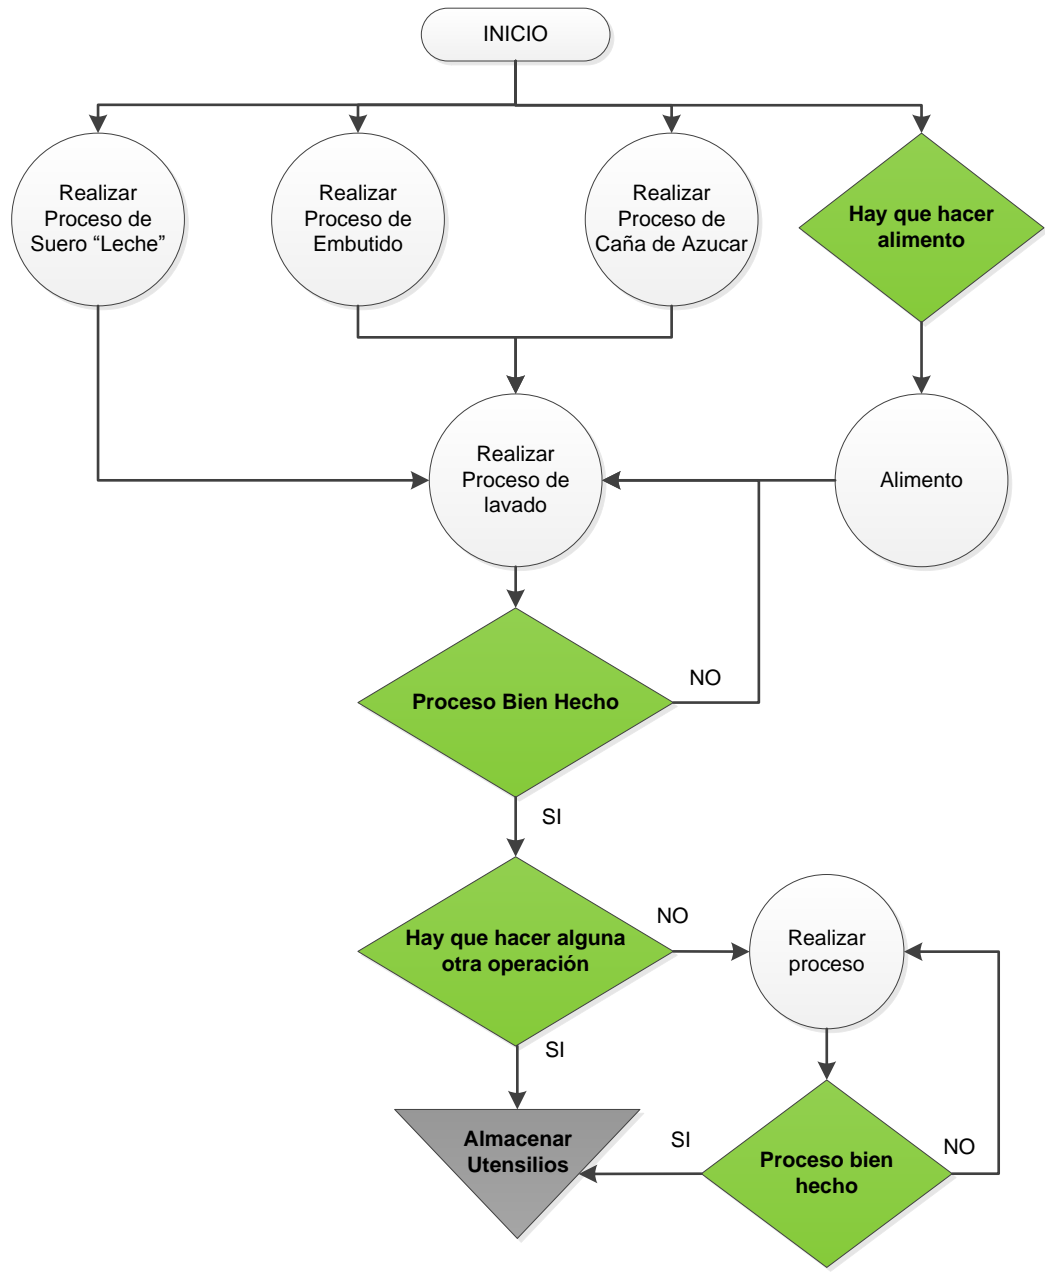 INICIO
Realizar
Proceso de
Suero “Leche”
Realizar
Proceso de
Embutido
Realizar
Proceso de
Caña de Azucar
Hay que hacer
alimento
Realizar
Proceso de
lavado
Alimento
Proceso Bien Hecho
NO
SI
Hay que hacer alguna
otra operación
NO
Realizar
proceso
SI
Almacenar
Utensilios
SI
Proceso bien
hecho
NO